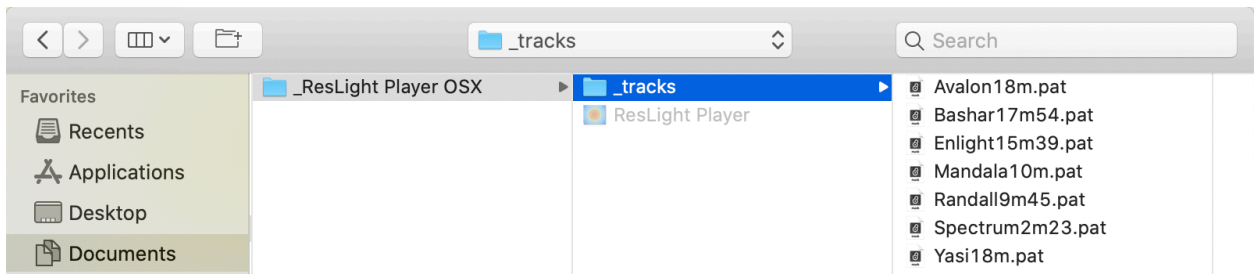 _tracks
Search
Favorites
Recents
Applications
Desktop
Documents
_ResLight Player OSX
_tracks
ResLight Player
Avalon18m.pat
Bashar17m54.pat
Enlight15m39.pat
Mandala10m.pat
Randall9m45.pat
Spectrum2m23.pat
Yasi18m.pat